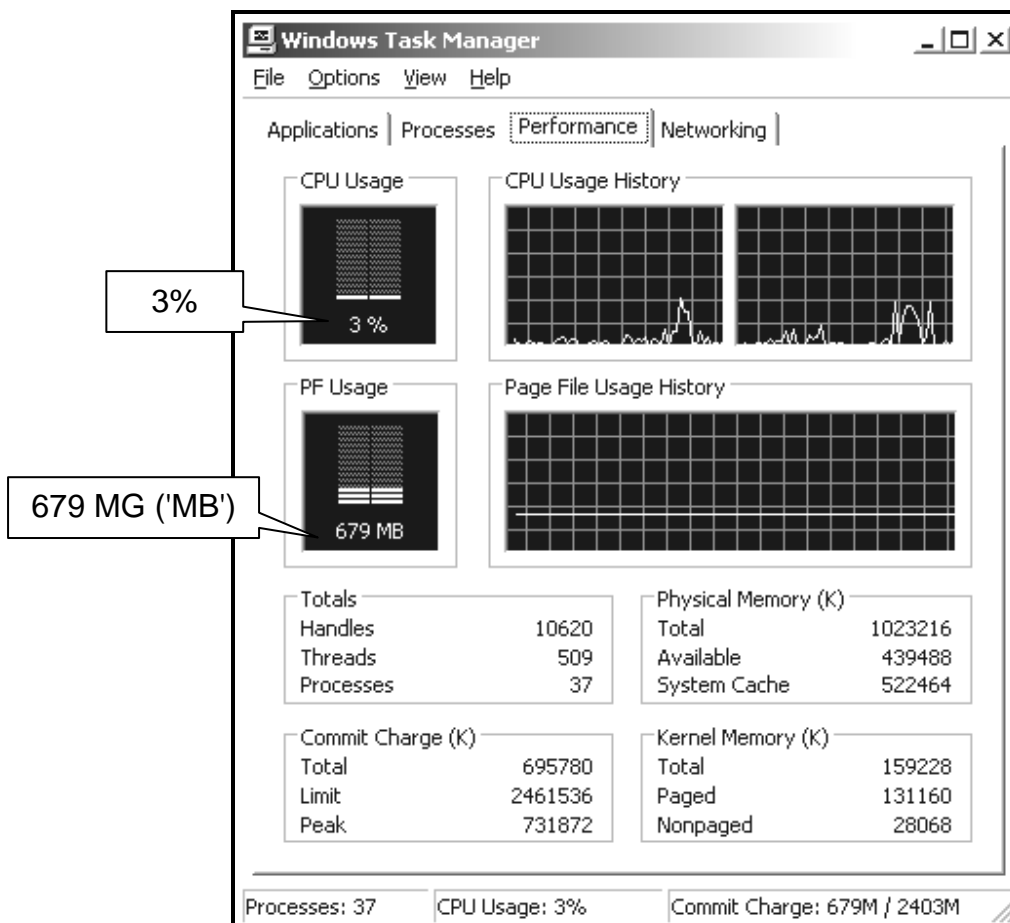 Windows Task Manager
File Options View Help
Applications Processes Performance Networking
CPU Usage CPU Usage History
3%
3 %
PF Usage Page File Usage History
679 MG ('MB')
679 MB
Totals Physical Memory (K)
Handles 10620 Total 1023216
Threads 509 Available 439488
Processes 37 System Cache 522464
Commit Charge (K) Kernel Memory (K)
Total 695780 Total 159228
Limit 2461536 Paged 131160
Peak 731872 Nonpaged 28068
Processes: 37 CPU Usage: 3% Commit Charge: 679M / 2403M